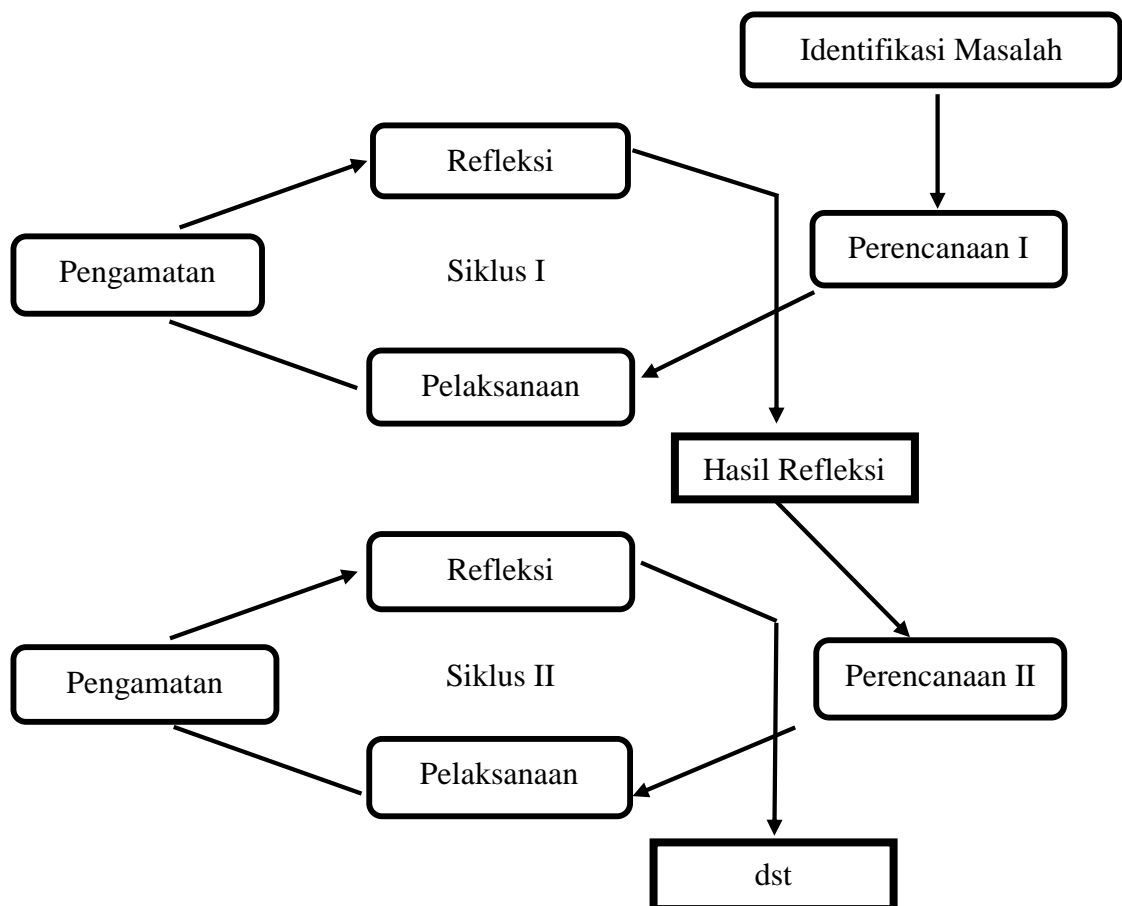 Identifikasi Masalah
Refleksi
Perencanaan I
Pengamatan
Siklus I
Pelaksanaan
Hasil Refleksi
Refleksi
Pengamatan
Siklus II
Perencanaan II
Pelaksanaan
dst